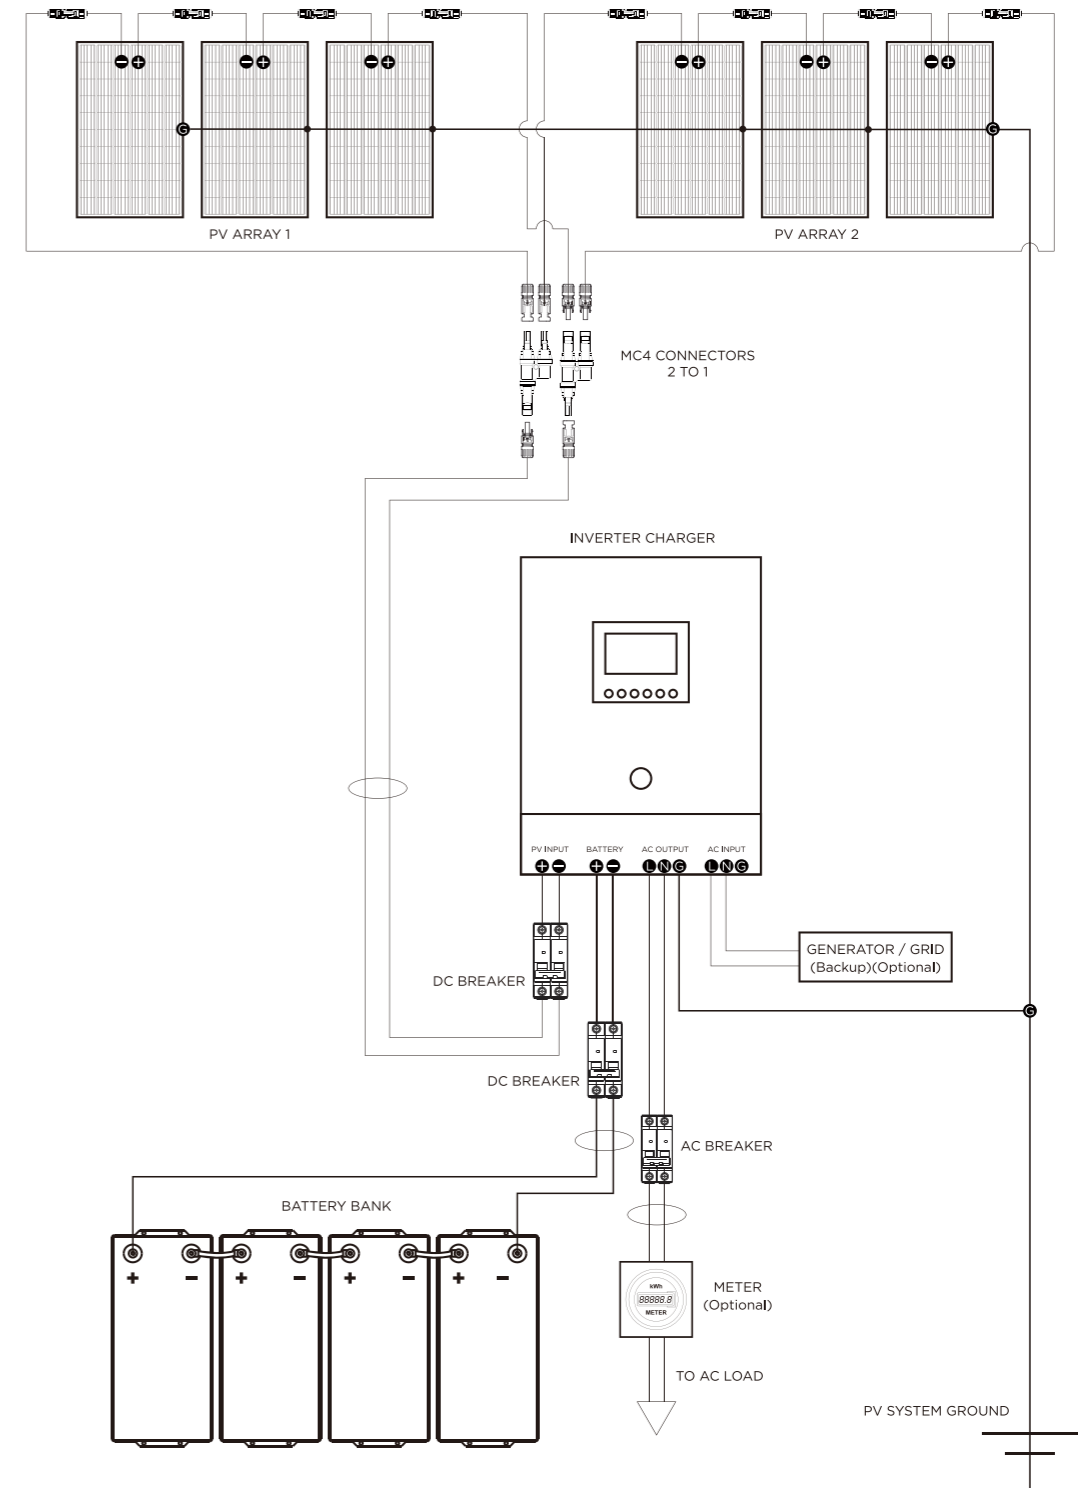 − +
− +
− +
− +
− +
− +
G
G
PV ARRAY 1
PV ARRAY 2
MC4 CONNECTORS
2 TO 1
INVERTER CHARGER
PV INPUT
BATTERY
AC OUTPUT
AC INPUT
+ −
+ −
L N G
L N G
DC BREAKER
GENERATOR / GRID
(Backup)(Optional)
G
DC BREAKER
AC BREAKER
BATTERY BANK
+ −
+ −
+ −
+ −
kWh
88888.8
METER
METER
(Optional)
TO AC LOAD
PV SYSTEM GROUND